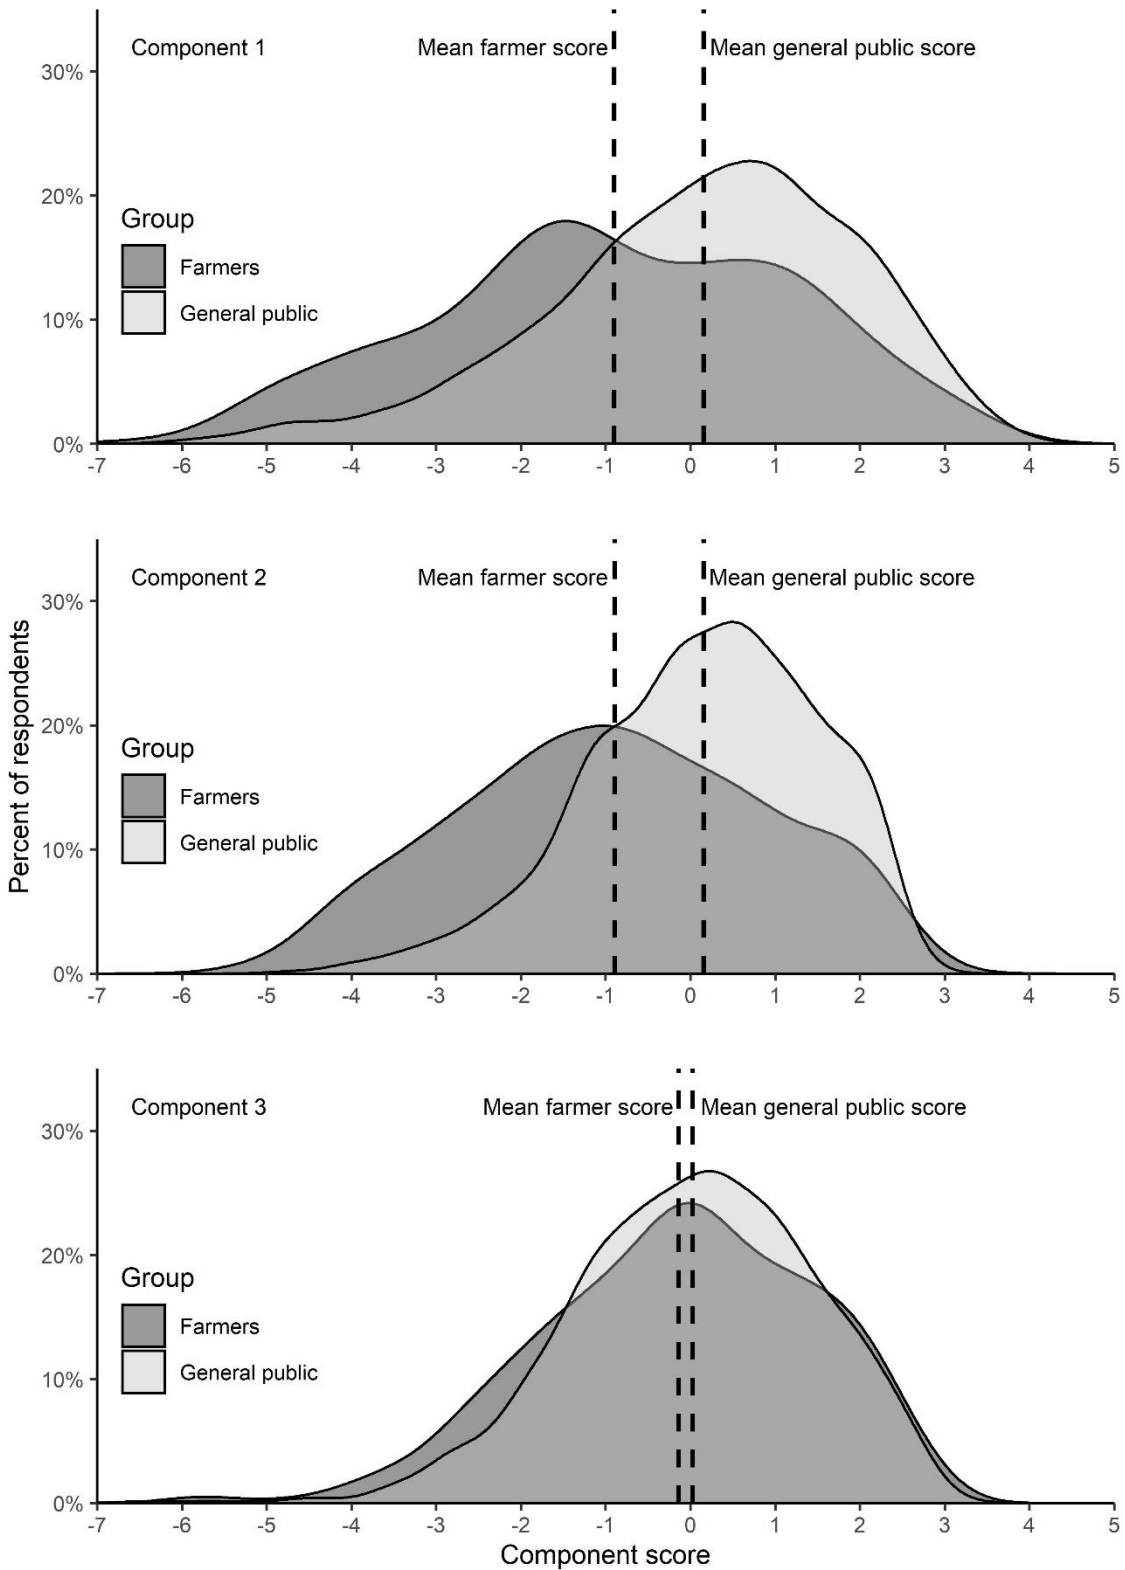 Component 1
Mean farmer score
Mean general public score
30%
20%
10%
0%
Group
Farmers
General public
-7 -6 -5 -4 -3 -2 -1 0 1 2 3 4 5
Percent of respondents
Component 2
Mean farmer score
Mean general public score
30%
20%
10%
0%
Group
Farmers
General public
-7 -6 -5 -4 -3 -2 -1 0 1 2 3 4 5
Component 3
Mean farmer score
Mean general public score
30%
20%
10%
0%
Group
Farmers
General public
-7 -6 -5 -4 -3 -2 -1 0 1 2 3 4 5
Component score